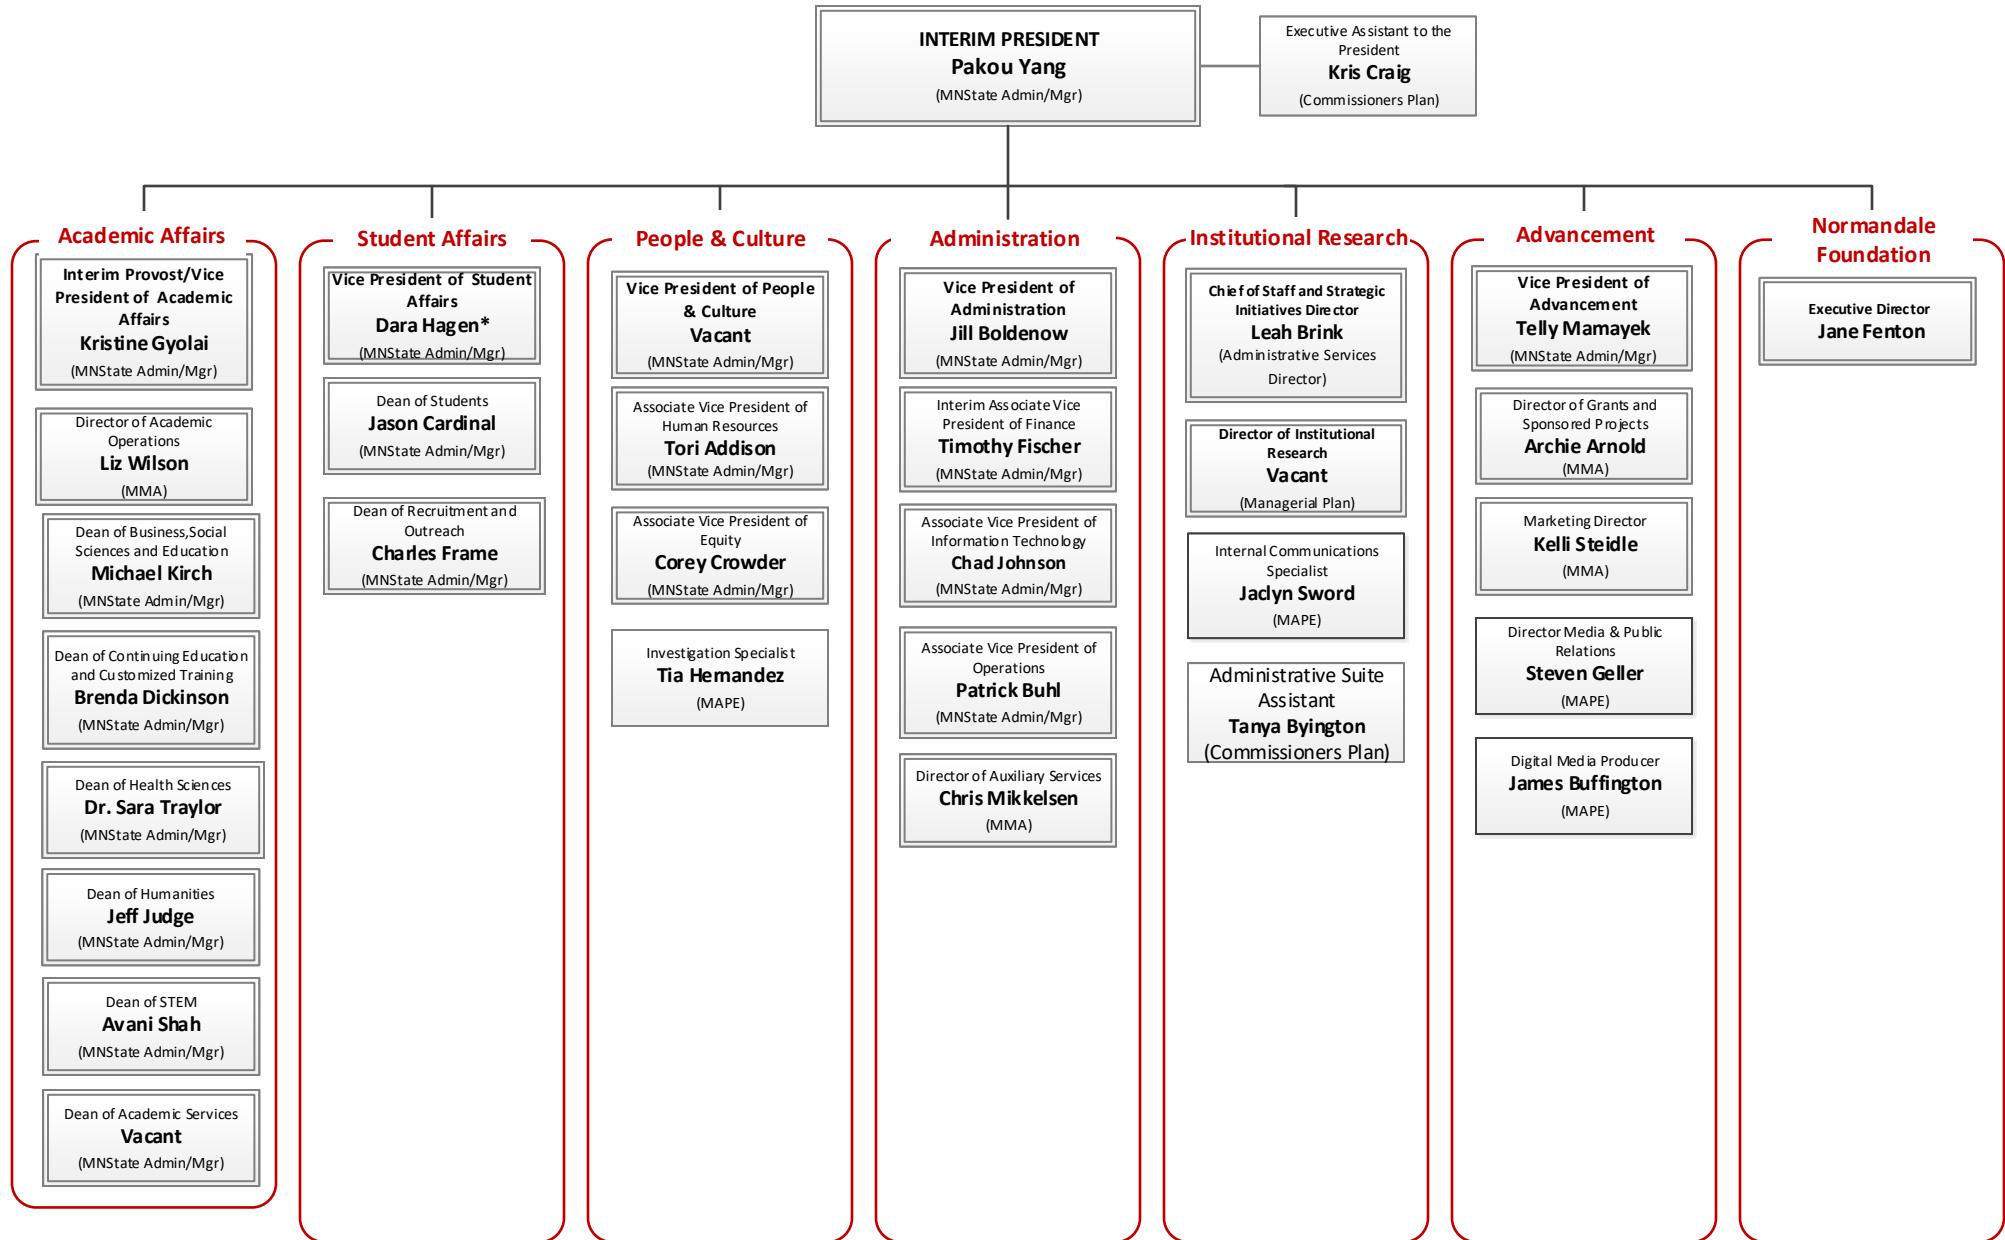 INTERIM PRESIDENT
Pakou Yang
(MNState Admin/Mgr)
Executive Assistant to the
President
Kris Craig
(Commissioners Plan)
Academic Affairs
Interim Provost/Vice
President of Academic
Affairs
Kristine Gyolai
(MNState Admin/Mgr)
Director of Academic
Operations
Liz Wilson
(MMA)
Dean of Business,Social
Sciences and Education
Michael Kirch
(MNState Admin/Mgr)
Dean of Continuing Education
and Customized Training
Brenda Dickinson
(MNState Admin/Mgr)
Dean of Health Sciences
Dr. Sara Traylor
(MNState Admin/Mgr)
Dean of Humanities
Jeff Judge
(MNState Admin/Mgr)
Dean of STEM
Avani Shah
(MNState Admin/Mgr)
Dean of Academic Services
Vacant
(MNState Admin/Mgr)
Student Affairs
Vice President of Student
Affairs
Dara Hagen*
(MNState Admin/Mgr)
Dean of Students
Jason Cardinal
(MNState Admin/Mgr)
Dean of Recruitment and
Outreach
Charles Frame
(MNState Admin/Mgr)
People & Culture
Vice President of People
& Culture
Vacant
(MNState Admin/Mgr)
Associate Vice President of
Human Resources
Tori Addison
(MNState Admin/Mgr)
Associate Vice President of
Equity
Corey Crowder
(MNState Admin/Mgr)
Investigation Specialist
Tia Hernandez
(MAPE)
Administration
Vice President of
Administration
Jill Boldenow
(MNState Admin/Mgr)
Interim Associate Vice
President of Finance
Timothy Fischer
(MNState Admin/Mgr)
Associate Vice President of
Information Technology
Chad Johnson
(MNState Admin/Mgr)
Associate Vice President of
Operations
Patrick Buhl
(MNState Admin/Mgr)
Director of Auxiliary Services
Chris Mikkelsen
(MMA)
Institutional Research
Chief of Staff and Strategic
Initiatives Director
Leah Brink
(Administrative Services
Director)
Director of Institutional
Research
Vacant
(Managerial Plan)
Internal Communications
Specialist
Jaclyn Sword
(MAPE)
Administrative Suite
Assistant
Tanya Byington
(Commissioners Plan)
Advancement
Vice President of
Advancement
Telly Mamayek
(MNState Admin/Mgr)
Director of Grants and
Sponsored Projects
Archie Arnold
(MMA)
Marketing Director
Kelli Steidle
(MMA)
Director Media & Public
Relations
Steven Geller
(MAPE)
Digital Media Producer
James Buffington
(MAPE)
Normandale
Foundation
Executive Director
Jane Fenton